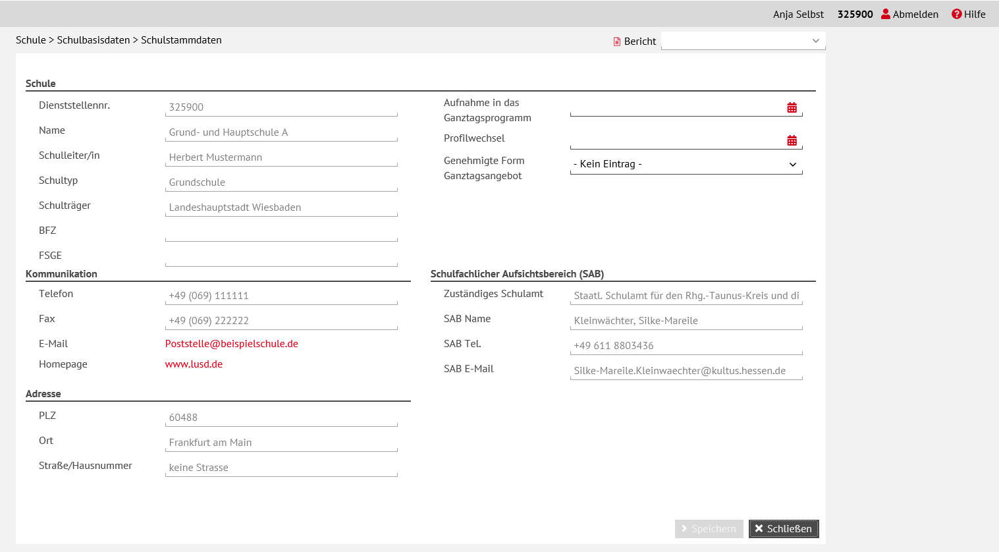 Anja Selbst 325900 Abmelden Hilfe
Schule > Schulbasisdaten > Schulstammdaten
Bericht
Schule
Dienststellennr. 325900
Name Grund- und Hauptschule A
Schulleiter/in Herbert Mustermann
Schultyp Grundschule
Schulträger Landeshauptstadt Wiesbaden
BFZ
FSGE
Aufnahme in das
Ganztagsprogramm
Profilwechsel
Genehmigte Form
Ganztagsangebot
- Kein Eintrag -
Kommunikation
Telefon +49 (069) 111111
Fax +49 (069) 222222
E-Mail Poststelle@beispielschule.de
Homepage www.lusd.de
Schulfachlicher Aufsichtsbereich (SAB)
Zuständiges Schulamt Staatl. Schulamt für den Rhg.-Taunus-Kreis und di
SAB Name Kleinwächter, Silke-Mareile
SAB Tel. +49 611 8803436
SAB E-Mail Silke-Mareile.Kleinwaechter@kultus.hessen.de
Adresse
PLZ 60488
Ort Frankfurt am Main
Straße/Hausnummer keine Strasse
Speichern Schließen